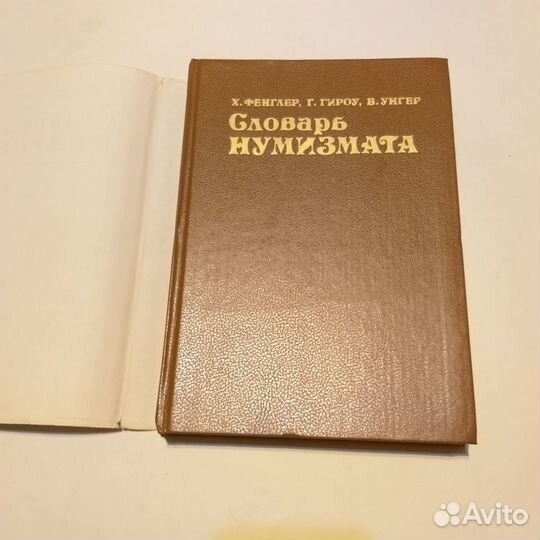 Х. ФЕНГЛЕР, Г. ГИРОУ, В. УНГЕР
Словарь
НУМИЗМАТА
Avito